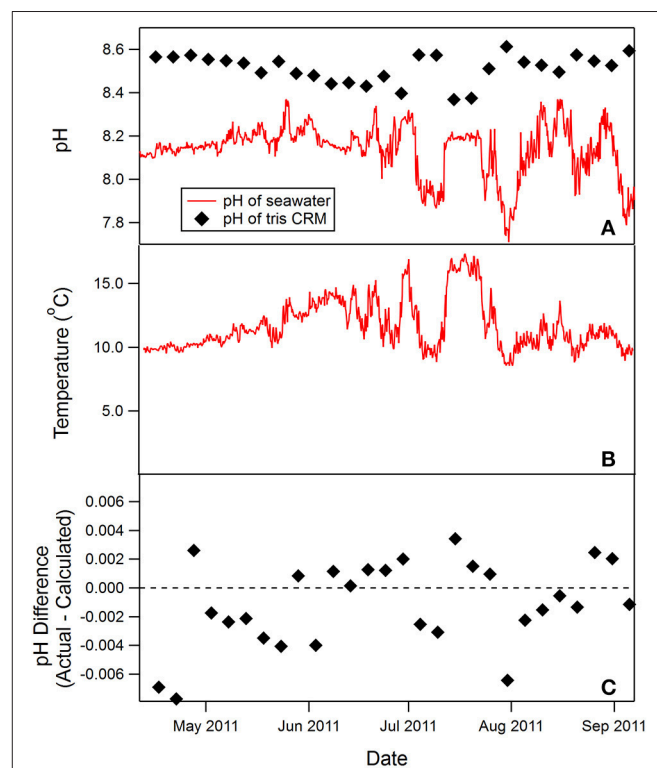 8.6
8.4
8.2
8.0
7.8
pH
pH of seawater
pH of tris CRM
A
15.0
10.0
5.0
Temperature (°C)
B
0.006
0.004
0.002
0.000
-0.002
-0.004
-0.006
pH Difference
(Actual - Calculated)
C
May 2011 Jun 2011 Jul 2011 Aug 2011 Sep 2011
Date